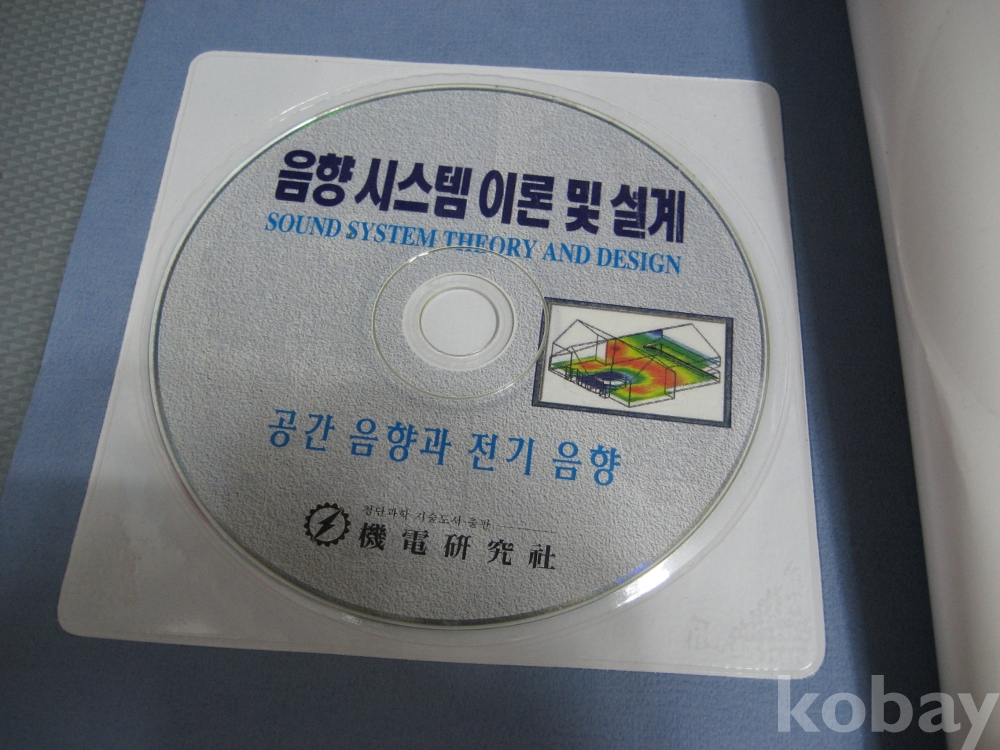 음향 시스템 이론 및 설계
SOUND SYSTEM THEORY AND DESIGN
공간 음향과 전기 음향
첨단과학 기술도서 출판
機電硏究社
kobay